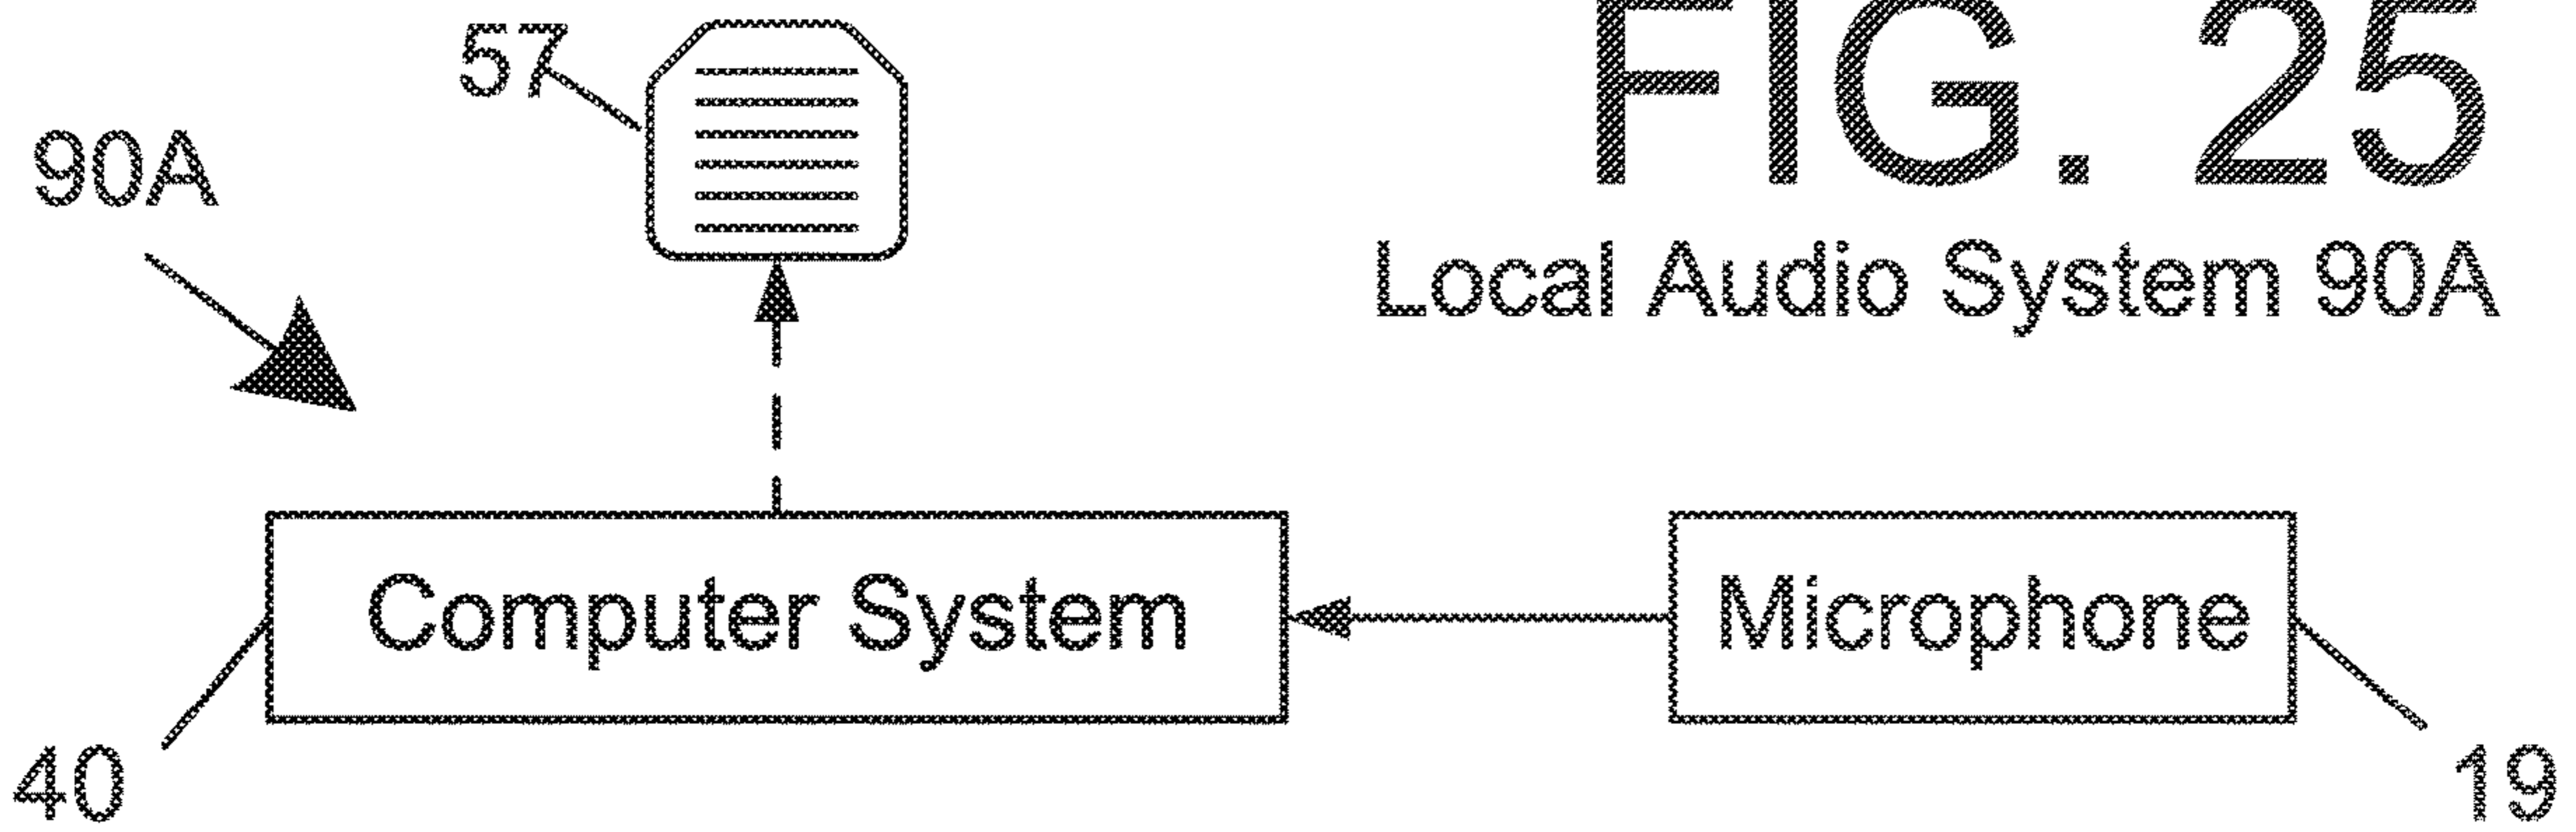 FIG. 25
57
90A
Local Audio System 90A
Computer System
Microphone
40
19